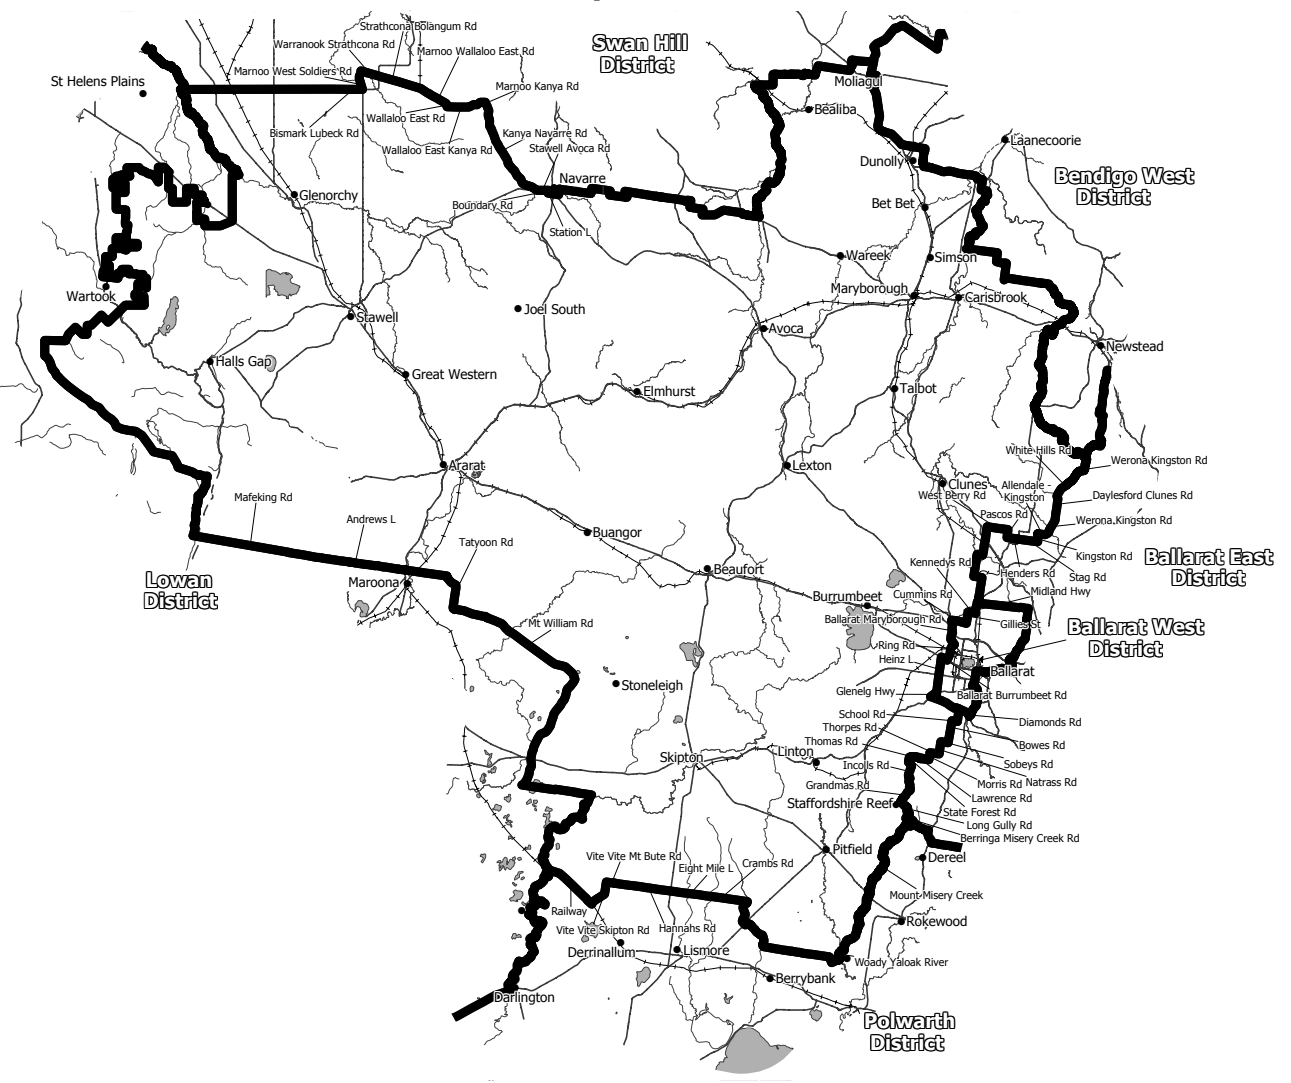 Strathcona Bolangum Rd
Swan Hill
District
Warranook Strathcona Rd
Marnoo Wallaloo East Rd
Marnoo West Soldiers Rd
St Helens Plains
Moliagul
Marnoo Kanya Rd
Bealiba
Wallaloo East Rd
Bismark Lubeck Rd
Kanya Navarre Rd
Laanecoorie
Wallaloo East Kanya Rd
Stawell Avoca Rd
Dunolly
Bendigo West
District
Navarre
Glenorchy
Boundary Rd
Bet Bet
Station L
Wareek
Simson
Wartook
Maryborough
Carisbrook
Joel South
Stawell
Avoca
Newstead
Halls Gap
Great Western
Talbot
Elmhurst
White Hills Rd
Werona Kingston Rd
Ararat
Lexton
Clunes
Allendale -
Kingston
West Berry Rd
Daylesford Clunes Rd
Mafeking Rd
Pascos Rd
Andrews L
Werona Kingston Rd
Buangor
Tatyoon Rd
Kingston Rd
Ballarat East
District
Kennedys Rd
Beaufort
Henders Rd
Stag Rd
Lowan
District
Maroona
Cummins Rd
Midland Hwy
Burrumbeet
Ballarat Maryborough Rd
Gillies St
Mt William Rd
Ballarat West
District
Ring Rd
Heinz L
Ballarat
Stoneleigh
Glenelg Hwy
Ballarat Burrumbeet Rd
School Rd
Diamonds Rd
Thorpes Rd
Thomas Rd
Bowes Rd
Skipton
Linton
Incolls Rd
Sobeys Rd
Grandmas Rd
Morris Rd
Natrass Rd
Staffordshire Reef
Lawrence Rd
State Forest Rd
Long Gully Rd
Berringa Misery Creek Rd
Pitfield
Dereel
Vite Vite Mt Bute Rd
Eight Mile L
Crambs Rd
Mount Misery Creek
Railway
Rokewood
Vite Vite Skipton Rd
Hannahs Rd
Derrinallum
Lismore
Woady Yaloak River
Berrybank
Darlington
Polwarth
District